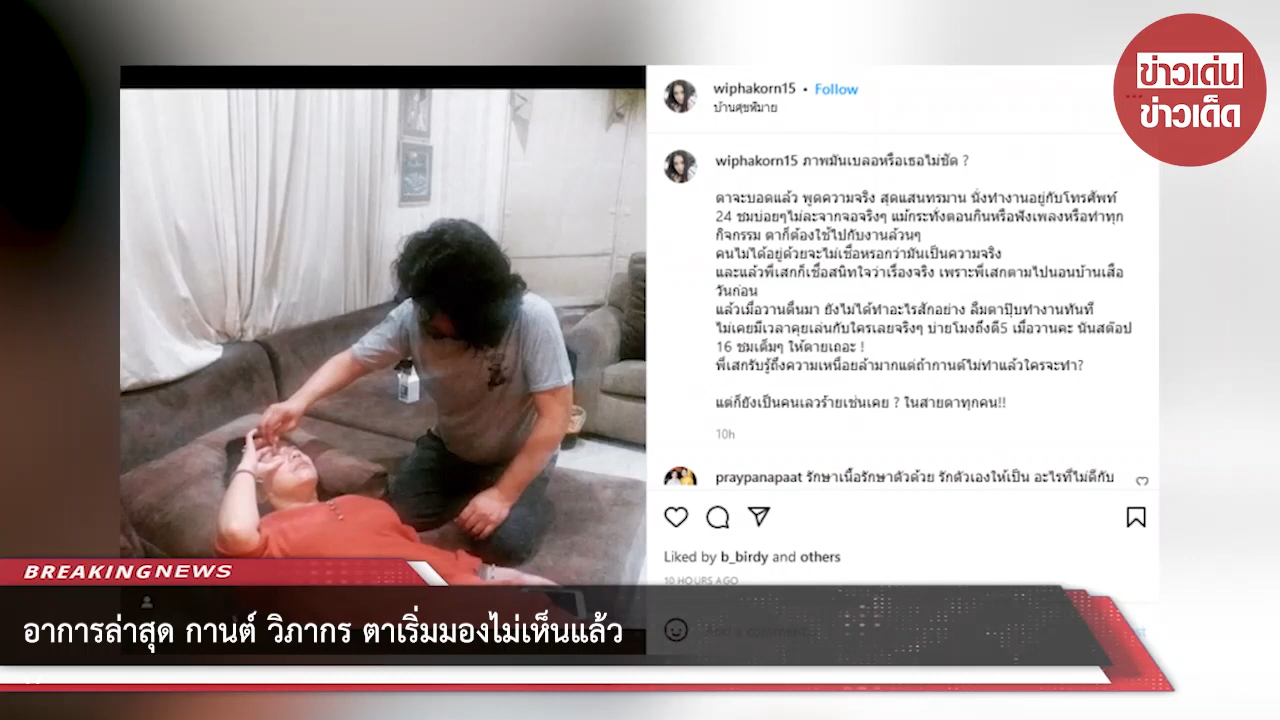 ข่าวเด่น
ข่าวเด็ด
wiphakorn15 • Follow
บ้านศุขพิมาย
wiphakorn15 ภาพมันเบลอหรือเธอไม่ชัด ?
ตาจะบอดแล้ว พูดความจริง สุดแสนทรมาน นั่งทำงานอยู่กับโทรศัพท์
24 ชมบ่อยๆไม่ละจากจอจริงๆ แม้กระทั่งตอนกินหรือฟังเพลงหรือทำทุก
กิจกรรม ตาก็ต้องใช้ไปกับงานล้วนๆ
คนไม่ได้อยู่ด้วยจะไม่เชื่อหรอกว่ามันเป็นความจริง
และแล้วพี่เสกก็เชื่อสนิทใจว่าเรื่องจริง เพราะพี่เสกตามไปนอนบ้านเสือ
วันก่อน
แล้วเมื่อวานตื่นมา ยังไม่ได้ทำอะไรสักอย่าง ลืมตาปุ๊บทำงานทันที
ไม่เคยมีเวลาคุยเล่นกับใครเลยจริงๆ บ่ายโมงถึงตี5 เมื่อวานคะ นันสต๊อป
16 ชมเต็มๆ ให้ตายเถอะ !
พี่เสกรับรู้ถึงความเหนื่อยล้ามากแต่ถ้ากานต์ไม่ทำแล้วใครจะทำ?
แต่ก็ยังเป็นคนเลวร้ายเช่นเคย ? ในสายตาทุกคน!!
10h
praypanapaat รักษาเนื้อรักษาตัวด้วย รักตัวเองให้เป็น อะไรที่ไม่ดีกับ
Liked by b_birdy and others
10 HOURS AGO
Add a comment...
BREAKINGNEWS
อาการล่าสุด กานต์ วิภากร ตาเริ่มมองไม่เห็นแล้ว